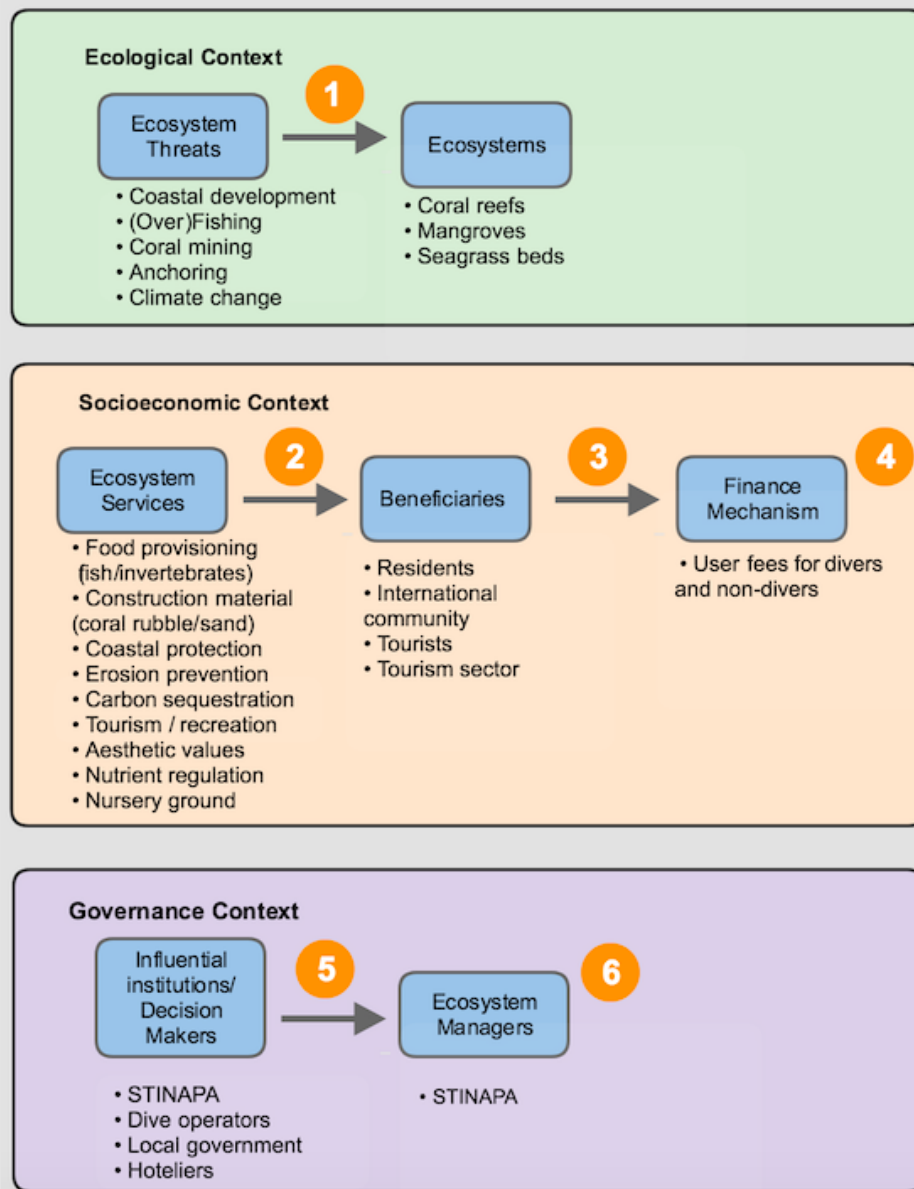 Ecological Context
1
Ecosystem
Threats
Ecosystems
• Coastal development
• (Over)Fishing
• Coral mining
• Anchoring
• Climate change
• Coral reefs
• Mangroves
• Seagrass beds
Socioeconomic Context
2
3
4
Ecosystem
Services
Beneficiaries
Finance
Mechanism
• Food provisioning
(fish/invertebrates)
• Construction material
(coral rubble/sand)
• Coastal protection
• Erosion prevention
• Carbon sequestration
• Tourism / recreation
• Aesthetic values
• Nutrient regulation
• Nursery ground
• Residents
• International
community
• Tourists
• Tourism sector
• User fees for divers
and non-divers
Governance Context
5
6
Influential
institutions/
Decision
Makers
Ecosystem
Managers
• STINAPA
• Dive operators
• Local government
• Hoteliers
• STINAPA